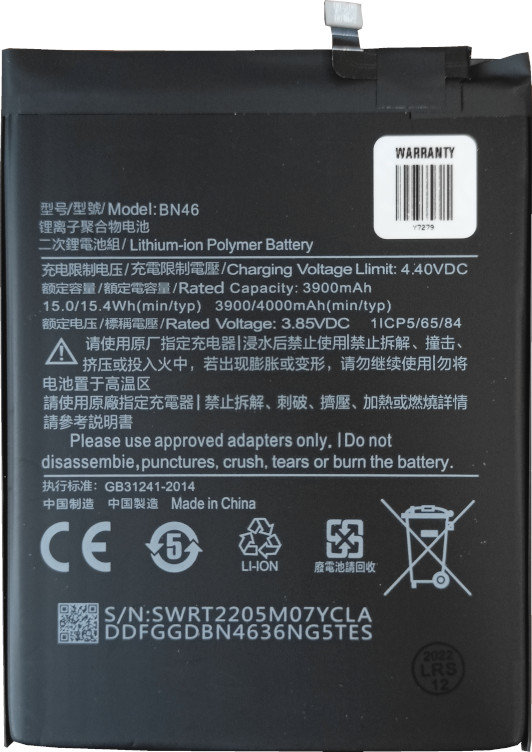 WARRANTY
Y7279
型号/型號/Model:BN46
锂离子聚合物电池
二次鋰電池組/Lithium-ion Polymer Battery
充电限制电压/充電限制電壓/Charging Voltage Llimit: 4.40VDC
额定容量/額定容量/Rated Capacity: 3900mAh
15.0/15.4Wh(min/typ) 3900/4000mAh(min/typ)
额定电压/標稱電壓/Rated Voltage: 3.85VDC 1ICP5/65/84
请使用原厂指定充电器|浸水后禁止使用|禁止拆解、撞击、
挤压或投入火中，若出现膨胀或变形，请勿继续使用|勿将
电池置于高温区
請使用原廠指定充電器|禁止拆解、刺破、擠壓、加熱或燃燒詳情
請參考說明書
Please use approved adapters only. I Do not
disassembie,punctures, crush, tears or burn the battery.
执行标准: GB31241-2014
中国制造 中國製造 Made in China
CE
5
LI-ION
廢電池請回收
S/N:SWRT2205M07YCLA
DDFGGDBN4636NG5TES
2022
LRS
12